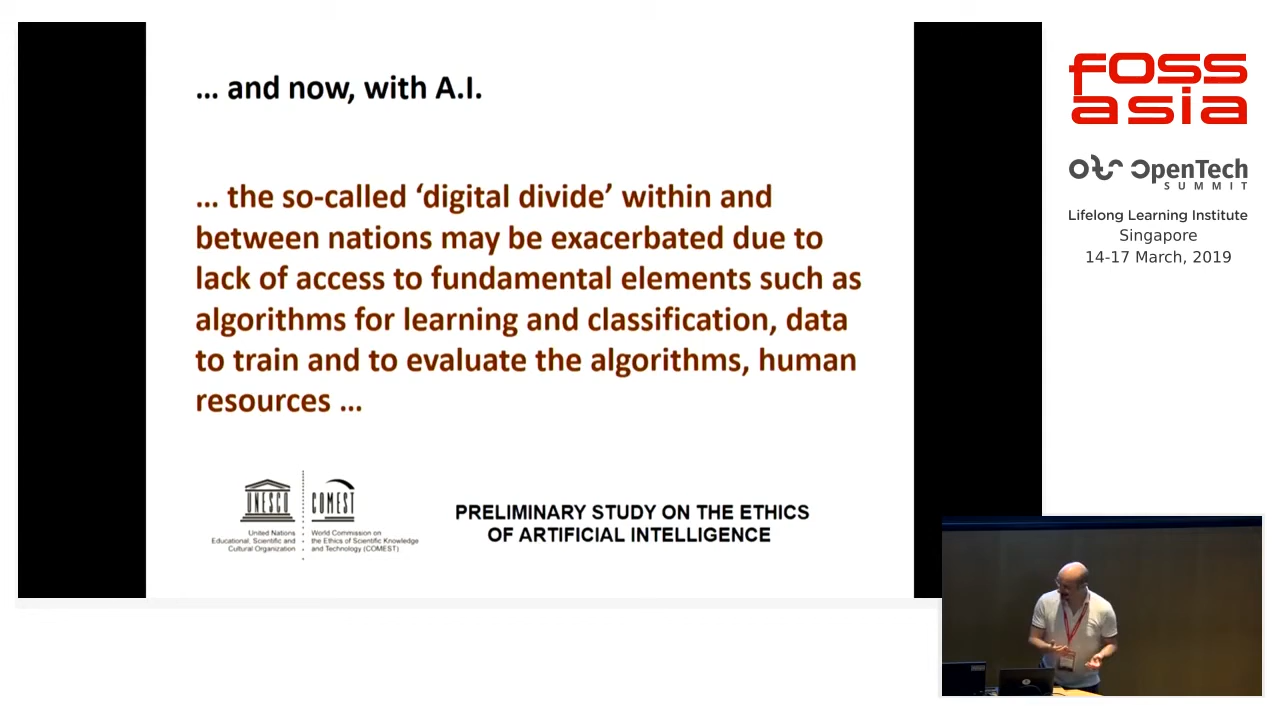 ... and now, with A.I.
... the so-called ‘digital divide’ within and
between nations may be exacerbated due to
lack of access to fundamental elements such as
algorithms for learning and classification, data
to train and to evaluate the algorithms, human
resources ...
UNESCO
United Nations
Educational, Scientific and
Cultural Organization
COMEST
World Commission on
the Ethics of Scientific Knowledge
and Technology (COMEST)
PRELIMINARY STUDY ON THE ETHICS
OF ARTIFICIAL INTELLIGENCE
FOSS
asia
OpenTech
SUMMIT
Lifelong Learning Institute
Singapore
14-17 March, 2019